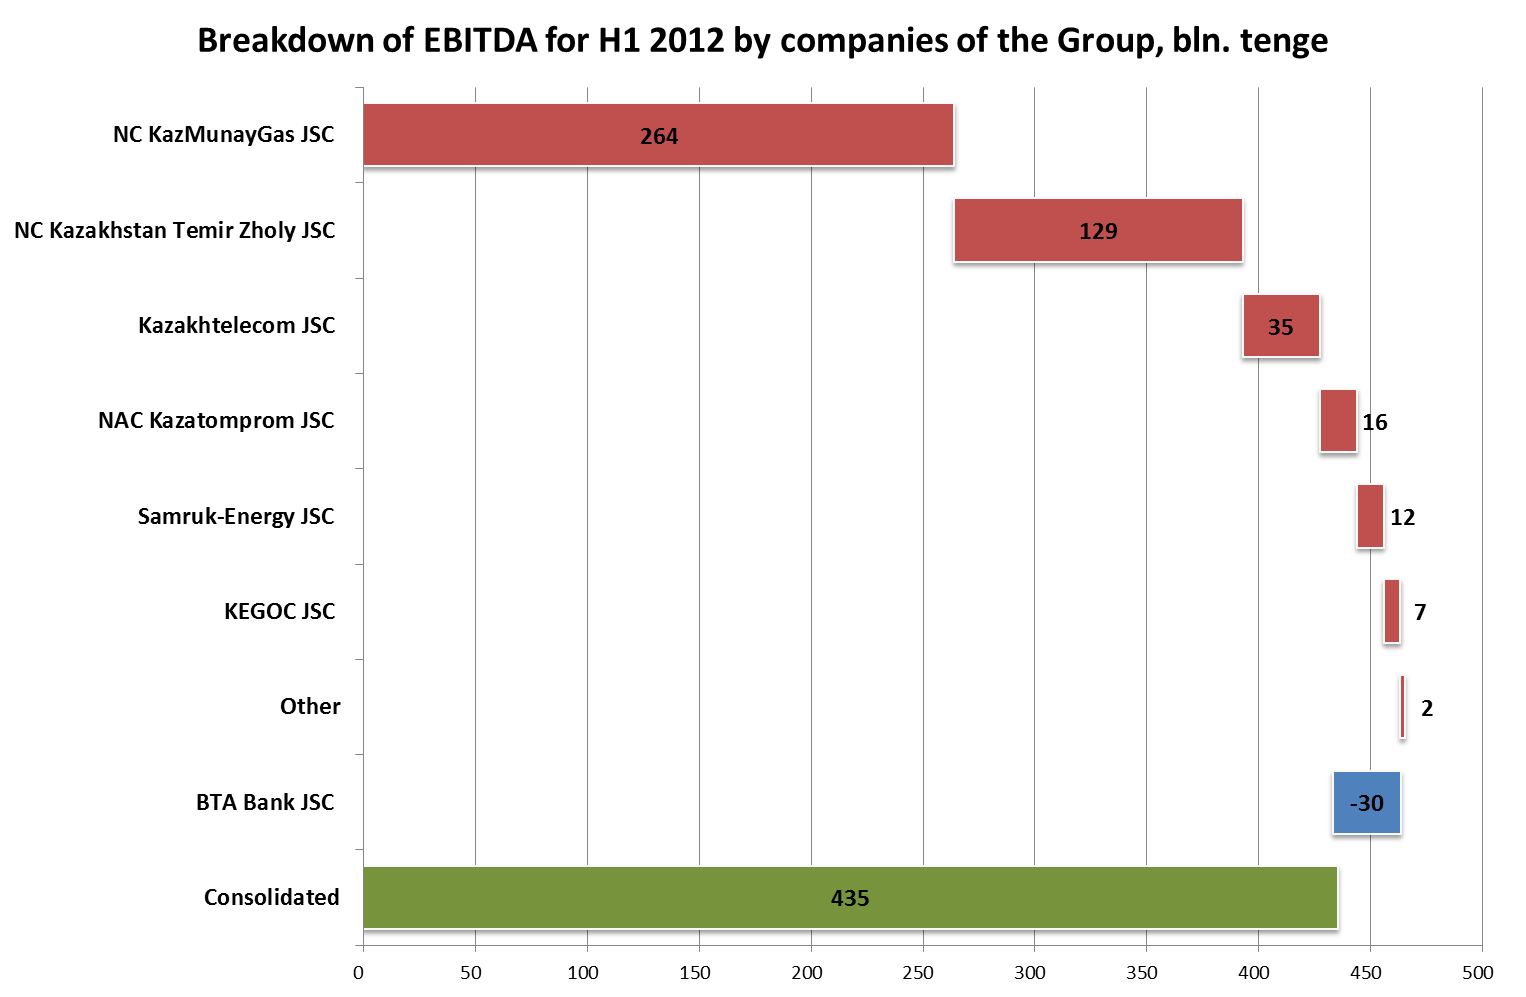 Breakdown of EBITDA for H1 2012 by companies of the Group, bln. tenge
NC KazMunayGas JSC 264
NC Kazakhstan Temir Zholy JSC 129
Kazakhtelecom JSC 35
NAC Kazatomprom JSC 16
Samruk-Energy JSC 12
KEGOC JSC 7
Other 2
BTA Bank JSC -30
Consolidated 435
0 50 100 150 200 250 300 350 400 450 500